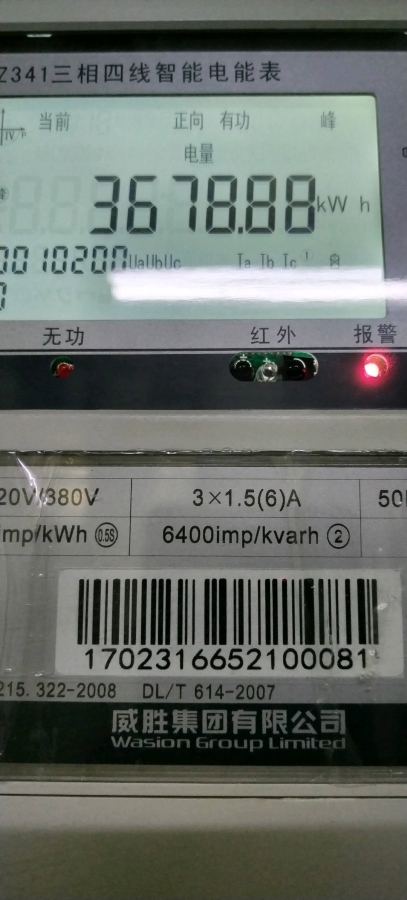 Z341三相四线智能电能表
当前 正向 有功 峰
电量
3678.88 kWh
0010200 UaUbUc Ia Ib Ic
无功 红外 报警
20V/380V 3×1.5(6)A 50
imp/kWh 0.5S 6400imp/kvarh 2
1702316652100081
215.322-2008 DL/T 614-2007
威胜集团有限公司
Wasion Group Limited